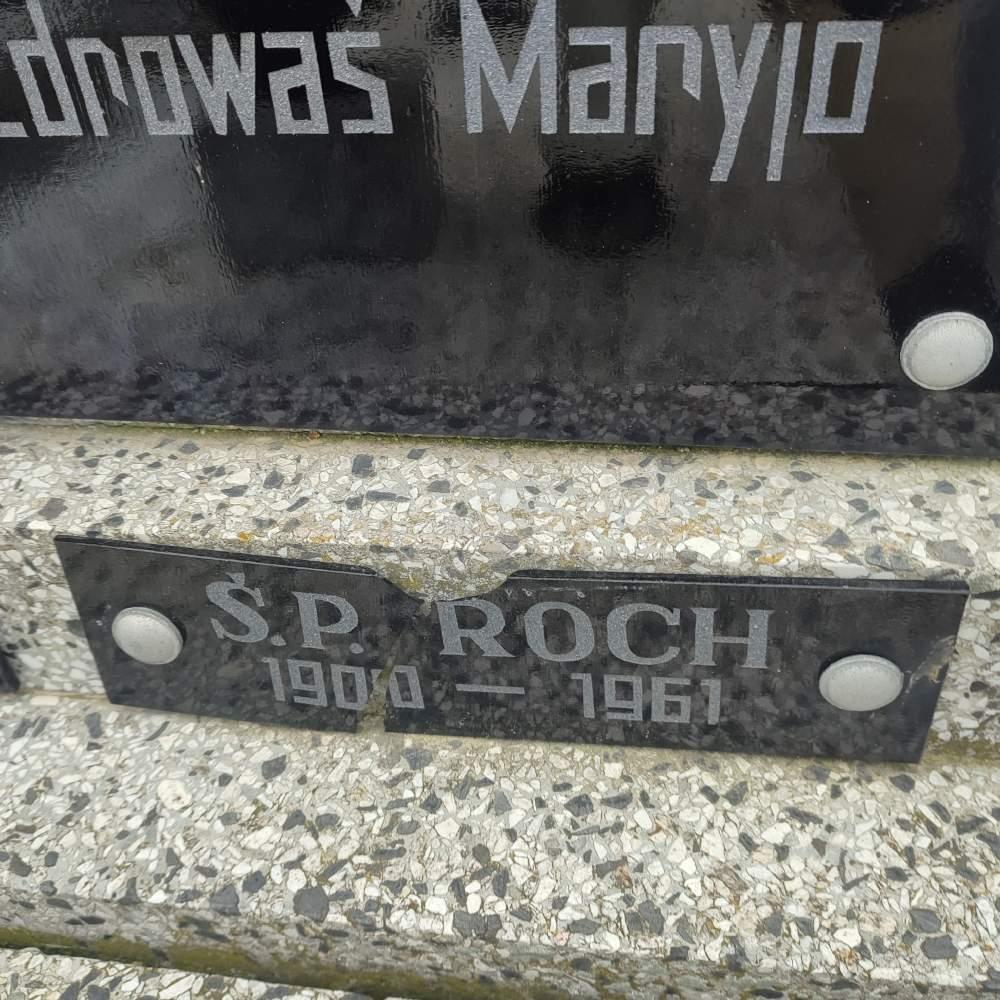 Zdrowaś Maryjo
Ś.P. ROCH
1900 – 1961